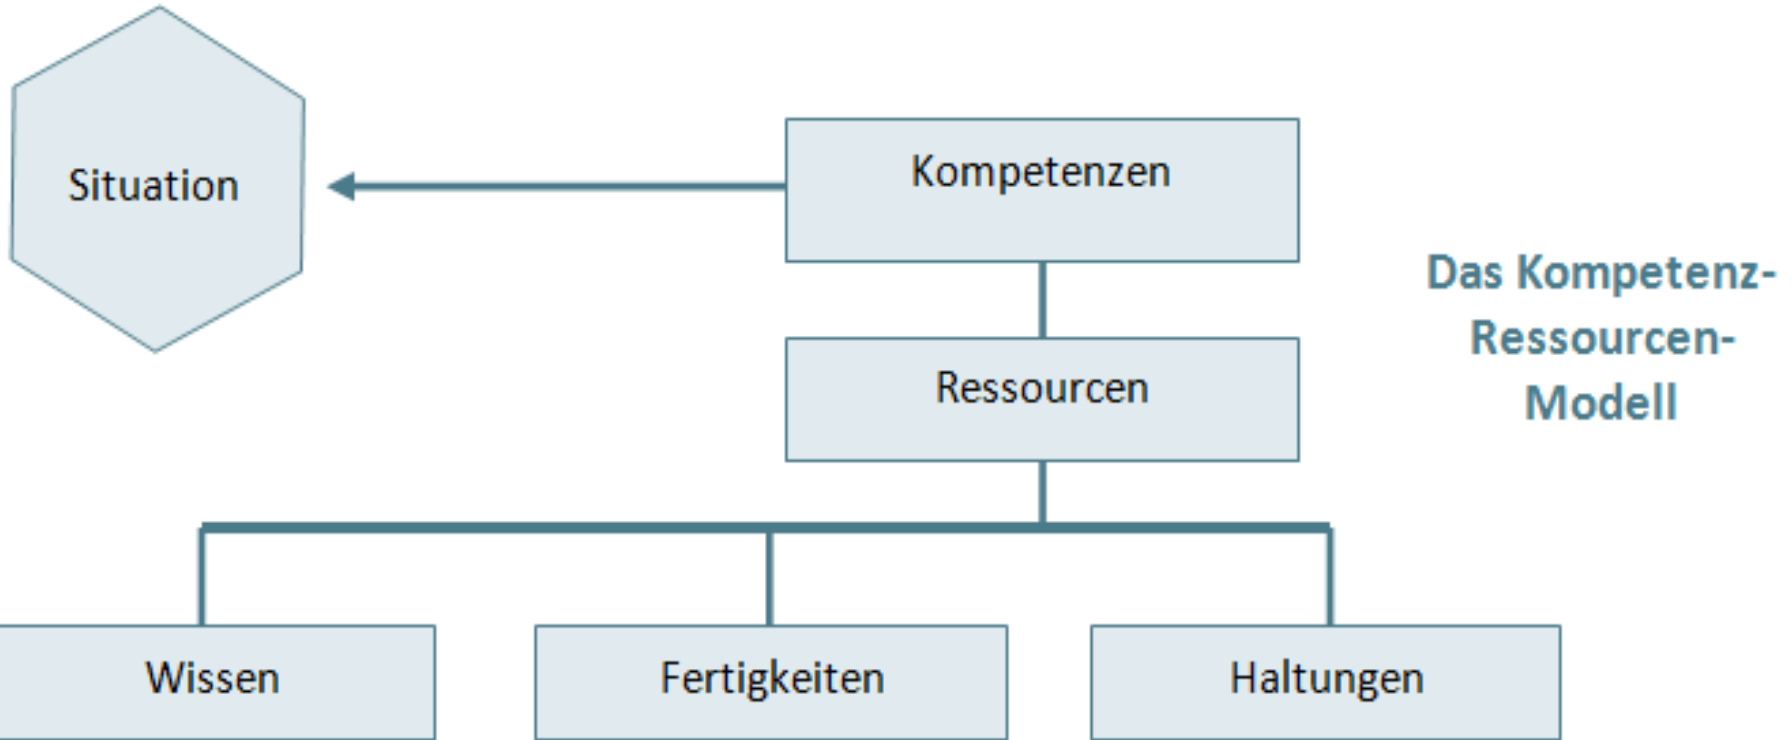 Situation
Kompetenzen
Das Kompetenz-
Ressourcen-
Modell
Ressourcen
Wissen
Fertigkeiten
Haltungen